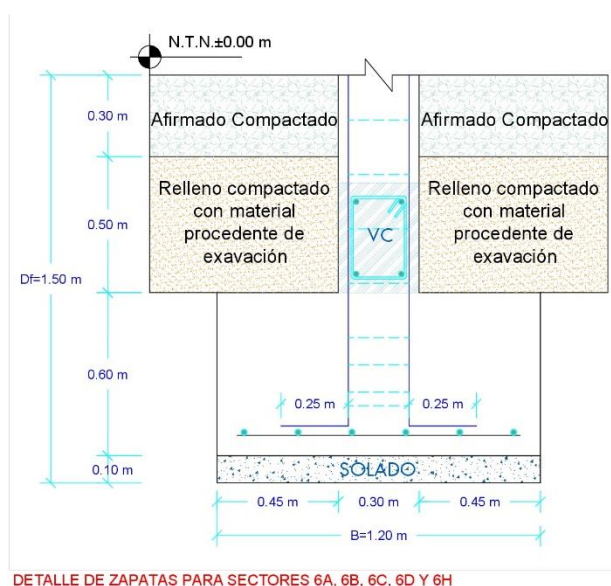 N.T.N.±0.00 m
0.30 m
Afirmado Compactado
Afirmado Compactado
Relleno compactado
con material
procedente de
exavación
Relleno compactado
con material
procedente de
exavación
0.50 m
VC
Df=1.50 m
0.60 m
0.25 m
0.25 m
0.10 m
SOLADO
0.45 m
0.30 m
0.45 m
B=1.20 m
DETALLE DE ZAPATAS PARA SECTORES 6A, 6B, 6C, 6D Y 6H